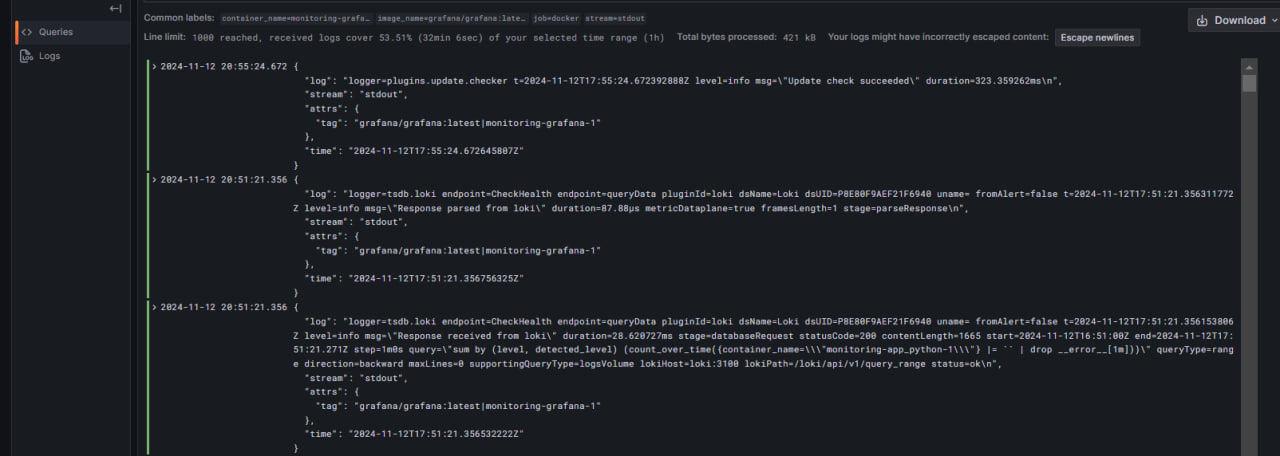 Queries
Logs
Common labels: container_name=monitoring-grafa… image_name=grafana/grafana:late… job=docker stream=stdout
Download
Line limit: 1000 reached, received logs cover 53.51% (32min 6sec) of your selected time range (1h) Total bytes processed: 421 kB Your logs might have incorrectly escaped content: Escape newlines
> 2024-11-12 20:55:24.672 {
"log": "logger=plugins.update.checker t=2024-11-12T17:55:24.672392888Z level=info msg=\"Update check succeeded\" duration=323.359262ms\n",
"stream": "stdout",
"attrs": {
"tag": "grafana/grafana:latest|monitoring-grafana-1"
},
"time": "2024-11-12T17:55:24.672645807Z"
}
> 2024-11-12 20:51:21.356 {
"log": "logger=tsdb.loki endpoint=CheckHealth endpoint=queryData pluginId=loki dsName=Loki dsUID=P8E80F9AEF21F6940 uname= fromAlert=false t=2024-11-12T17:51:21.356311772
Z level=info msg=\"Response parsed from loki\" duration=87.88µs metricDataplane=true framesLength=1 stage=parseResponse\n",
"stream": "stdout",
"attrs": {
"tag": "grafana/grafana:latest|monitoring-grafana-1"
},
"time": "2024-11-12T17:51:21.356756325Z"
}
> 2024-11-12 20:51:21.356 {
"log": "logger=tsdb.loki endpoint=CheckHealth endpoint=queryData pluginId=loki dsName=Loki dsUID=P8E80F9AEF21F6940 uname= fromAlert=false t=2024-11-12T17:51:21.356153806
Z level=info msg=\"Response received from loki\" duration=28.620727ms stage=databaseRequest statusCode=200 contentLength=1665 start=2024-11-12T16:51:00Z end=2024-11-12T17:
51:21.271Z step=1m0s query=\"sum by (level, detected_level) (count_over_time({container_name=\\\"monitoring-app_python-1\\\"} |= `` | drop __error__[1m]))\" queryType=rang
e direction=backward maxLines=0 supportingQueryType=logsVolume lokiHost=loki:3100 lokiPath=/loki/api/v1/query_range status=ok\n",
"stream": "stdout",
"attrs": {
"tag": "grafana/grafana:latest|monitoring-grafana-1"
},
"time": "2024-11-12T17:51:21.356532222Z"
}